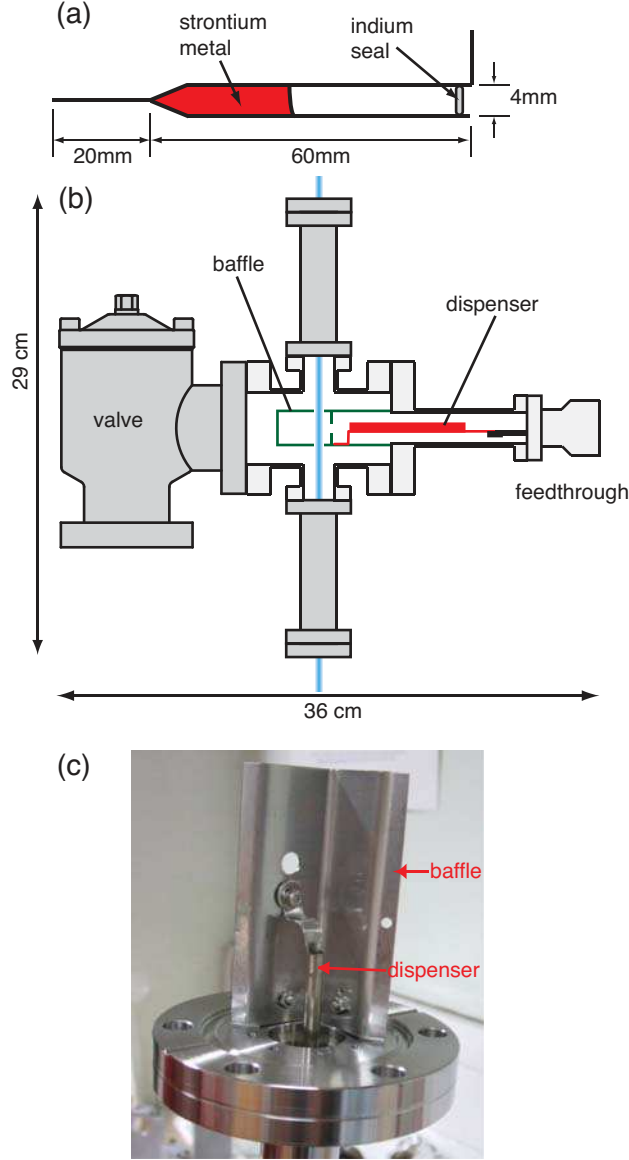 (a)
strontium
metal
indium
seal
4mm
20mm
60mm
(b)
baffle
dispenser
29 cm
valve
feedthrough
36 cm
(c)
baffle
dispenser